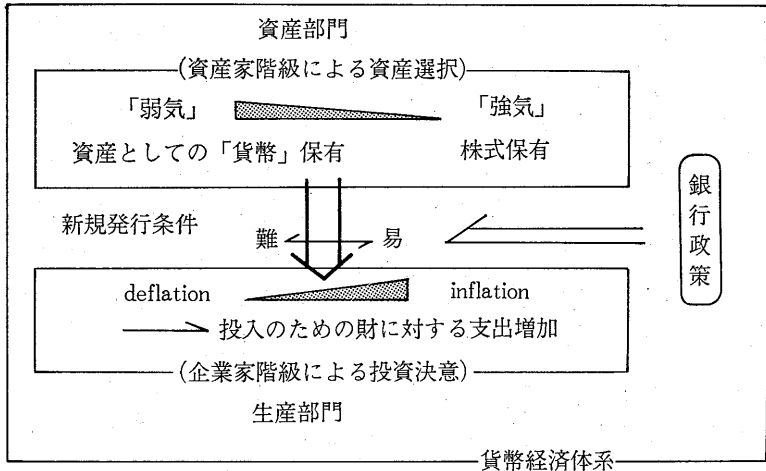 資産部門
(資産家階級による資産選択)
「弱気」 「強気」
資産としての「貨幣」保有 株式保有
銀行政策
新規発行条件 難 易
deflation inflation
投入のための財に対する支出増加
(企業家階級による投資決意)
生産部門
貨幣経済体系